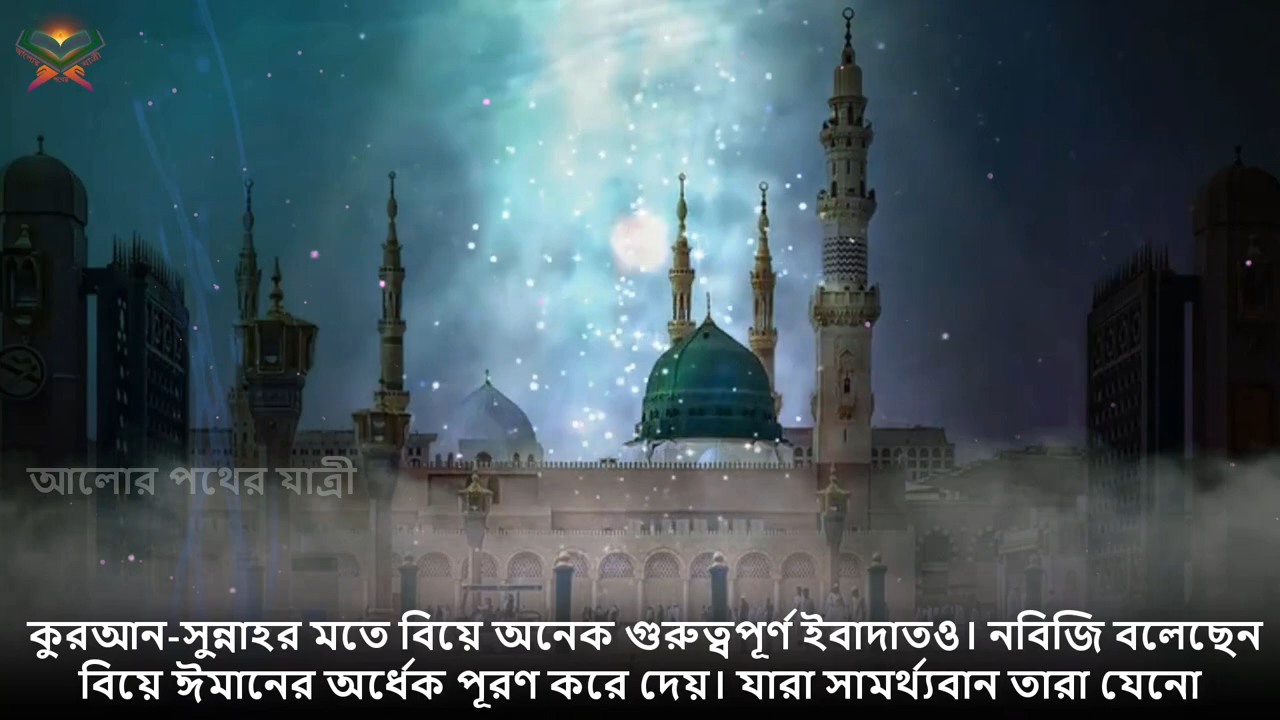 আলোর পথের যাত্রী
কুরআন-সুন্নাহর মতে বিয়ে অনেক গুরুত্বপূর্ণ ইবাদাতও। নবিজি বলেছেন
বিয়ে ঈমানের অর্ধেক পূরণ করে দেয়। যারা সামর্থ্যবান তারা যেনো